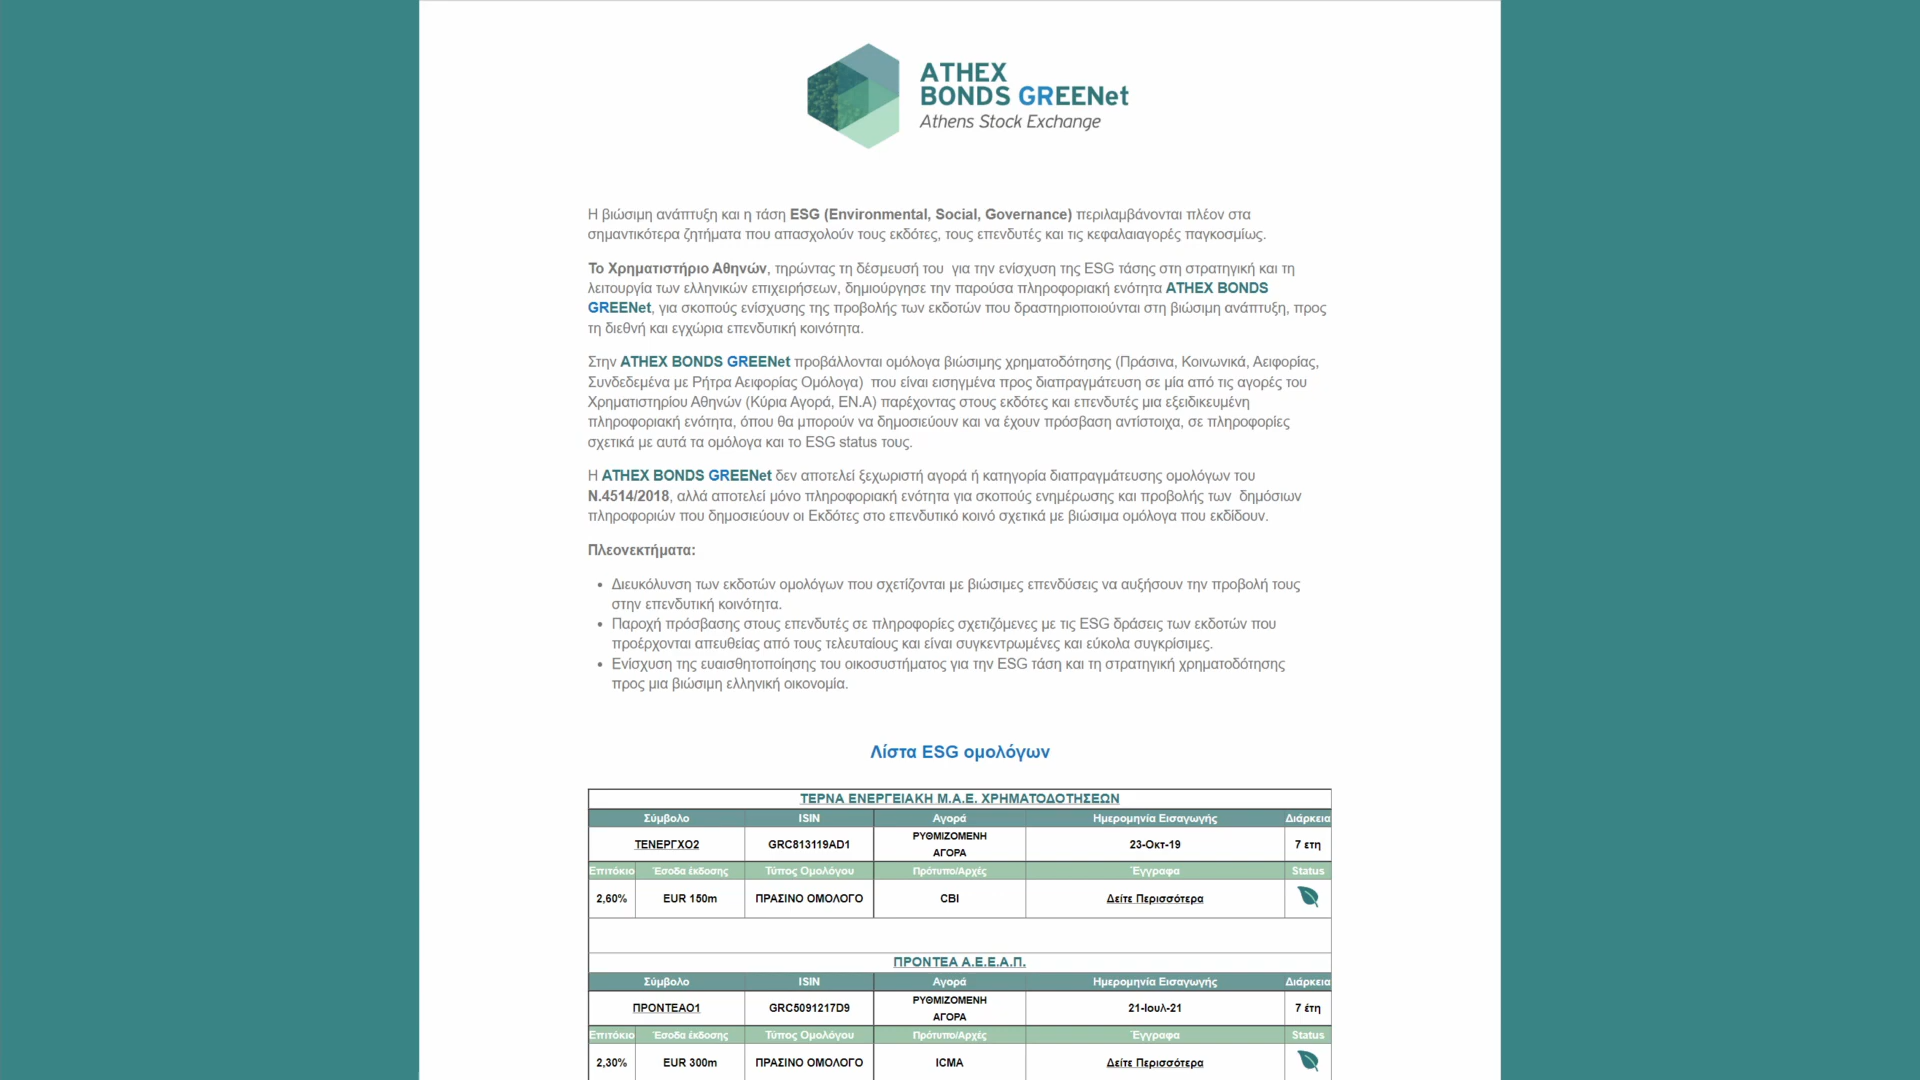 ATHEX
BONDS GREENet
Athens Stock Exchange
Η βιώσιμη ανάπτυξη και η τάση ESG (Environmental, Social, Governance) περιλαμβάνονται πλέον στα
σημαντικότερα ζητήματα που απασχολούν τους εκδότες, τους επενδυτές και τις κεφαλαιαγορές παγκοσμίως.
Το Χρηματιστήριο Αθηνών, τηρώντας τη δέσμευσή του για την ενίσχυση της ESG τάσης στη στρατηγική και τη
λειτουργία των ελληνικών επιχειρήσεων, δημιούργησε την παρούσα πληροφοριακή ενότητα ATHEX BONDS
GREENet, για σκοπούς ενίσχυσης της προβολής των εκδοτών που δραστηριοποιούνται στη βιώσιμη ανάπτυξη, προς
τη διεθνή και εγχώρια επενδυτική κοινότητα.
Στην ATHEX BONDS GREENet προβάλλονται ομόλογα βιώσιμης χρηματοδότησης (Πράσινα, Κοινωνικά, Αειφορίας,
Συνδεδεμένα με Ρήτρα Αειφορίας Ομόλογα) που είναι εισηγμένα προς διαπραγμάτευση σε μία από τις αγορές του
Χρηματιστηρίου Αθηνών (Κύρια Αγορά, ΕΝ.Α) παρέχοντας στους εκδότες και επενδυτές μια εξειδικευμένη
πληροφοριακή ενότητα, όπου θα μπορούν να δημοσιεύουν και να έχουν πρόσβαση αντίστοιχα, σε πληροφορίες
σχετικά με αυτά τα ομόλογα και το ESG status τους.
Η ATHEX BONDS GREENet δεν αποτελεί ξεχωριστή αγορά ή κατηγορία διαπραγμάτευσης ομολόγων του
Ν.4514/2018, αλλά αποτελεί μόνο πληροφοριακή ενότητα για σκοπούς ενημέρωσης και προβολής των δημόσιων
πληροφοριών που δημοσιεύουν οι Εκδότες στο επενδυτικό κοινό σχετικά με βιώσιμα ομόλογα που εκδίδουν.
Πλεονεκτήματα:
• Διευκόλυνση των εκδοτών ομολόγων που σχετίζονται με βιώσιμες επενδύσεις να αυξήσουν την προβολή τους
στην επενδυτική κοινότητα.
• Παροχή πρόσβασης στους επενδυτές σε πληροφορίες σχετιζόμενες με τις ESG δράσεις των εκδοτών που
προέρχονται απευθείας από τους τελευταίους και είναι συγκεντρωμένες και εύκολα συγκρίσιμες.
• Ενίσχυση της ευαισθητοποίησης του οικοσυστήματος για την ESG τάση και τη στρατηγική χρηματοδότησης
προς μια βιώσιμη ελληνική οικονομία.
Λίστα ESG ομολόγων
ΤΕΡΝΑ ΕΝΕΡΓΕΙΑΚΗ Μ.Α.Ε. ΧΡΗΜΑΤΟΔΟΤΗΣΕΩΝ
Σύμβολο ISIN Αγορά Ημερομηνία Εισαγωγής Διάρκεια
ΤΕΝΕΡΓΧΟ2 GRC813119AD1 ΡΥΘΜΙΖΟΜΕΝΗ ΑΓΟΡΑ 23-Οκτ-19 7 ετη
Επιτόκιο Έσοδα έκδοσης Τύπος Ομολόγου Πρότυπο/Αρχές Έγγραφα Status
2,60% EUR 150m ΠΡΑΣΙΝΟ ΟΜΟΛΟΓΟ CBI Δείτε Περισσότερα
ΠΡΟΝΤΕΑ Α.Ε.Ε.Α.Π.
Σύμβολο ISIN Αγορά Ημερομηνία Εισαγωγής Διάρκεια
ΠΡΟΝΤΕΑΟ1 GRC5091217D9 ΡΥΘΜΙΖΟΜΕΝΗ ΑΓΟΡΑ 21-Ιουλ-21 7 έτη
Επιτόκιο Έσοδα έκδοσης Τύπος Ομολόγου Πρότυπο/Αρχές Έγγραφα Status
2,30% EUR 300m ΠΡΑΣΙΝΟ ΟΜΟΛΟΓΟ ICMA Δείτε Περισσότερα